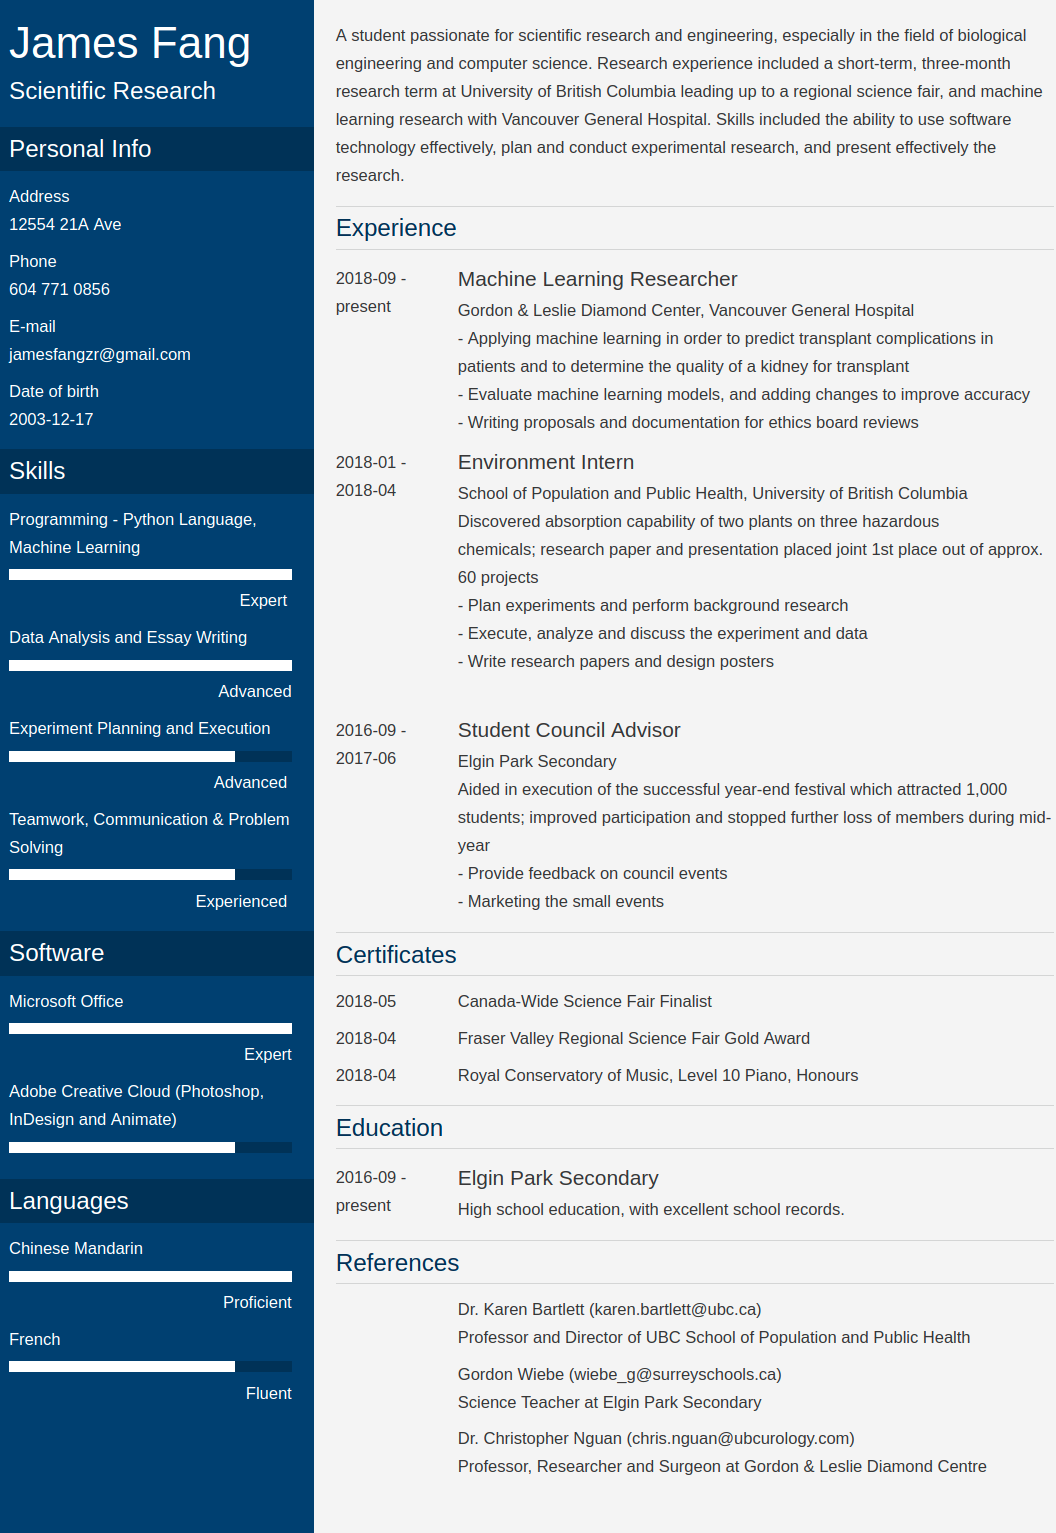 James Fang
Scientific Research
Personal Info
Address
12554 21A Ave
Phone
604 771 0856
E-mail
jamesfangzr@gmail.com
Date of birth
2003-12-17
Skills
Programming - Python Language,
Machine Learning
Expert
Data Analysis and Essay Writing
Advanced
Experiment Planning and Execution
Advanced
Teamwork, Communication & Problem
Solving
Experienced
Software
Microsoft Office
Expert
Adobe Creative Cloud (Photoshop,
InDesign and Animate)
Languages
Chinese Mandarin
Proficient
French
Fluent
A student passionate for scientific research and engineering, especially in the field of biological
engineering and computer science. Research experience included a short-term, three-month
research term at University of British Columbia leading up to a regional science fair, and machine
learning research with Vancouver General Hospital. Skills included the ability to use software
technology effectively, plan and conduct experimental research, and present effectively the
research.
Experience
2018-09 -
present
Machine Learning Researcher
Gordon & Leslie Diamond Center, Vancouver General Hospital
- Applying machine learning in order to predict transplant complications in
patients and to determine the quality of a kidney for transplant
- Evaluate machine learning models, and adding changes to improve accuracy
- Writing proposals and documentation for ethics board reviews
2018-01 -
2018-04
Environment Intern
School of Population and Public Health, University of British Columbia
Discovered absorption capability of two plants on three hazardous
chemicals; research paper and presentation placed joint 1st place out of approx.
60 projects
- Plan experiments and perform background research
- Execute, analyze and discuss the experiment and data
- Write research papers and design posters
2016-09 -
2017-06
Student Council Advisor
Elgin Park Secondary
Aided in execution of the successful year-end festival which attracted 1,000
students; improved participation and stopped further loss of members during mid-
year
- Provide feedback on council events
- Marketing the small events
Certificates
2018-05 Canada-Wide Science Fair Finalist
2018-04 Fraser Valley Regional Science Fair Gold Award
2018-04 Royal Conservatory of Music, Level 10 Piano, Honours
Education
2016-09 -
present
Elgin Park Secondary
High school education, with excellent school records.
References
Dr. Karen Bartlett (karen.bartlett@ubc.ca)
Professor and Director of UBC School of Population and Public Health
Gordon Wiebe (wiebe_g@surreyschools.ca)
Science Teacher at Elgin Park Secondary
Dr. Christopher Nguan (chris.nguan@ubcurology.com)
Professor, Researcher and Surgeon at Gordon & Leslie Diamond Centre